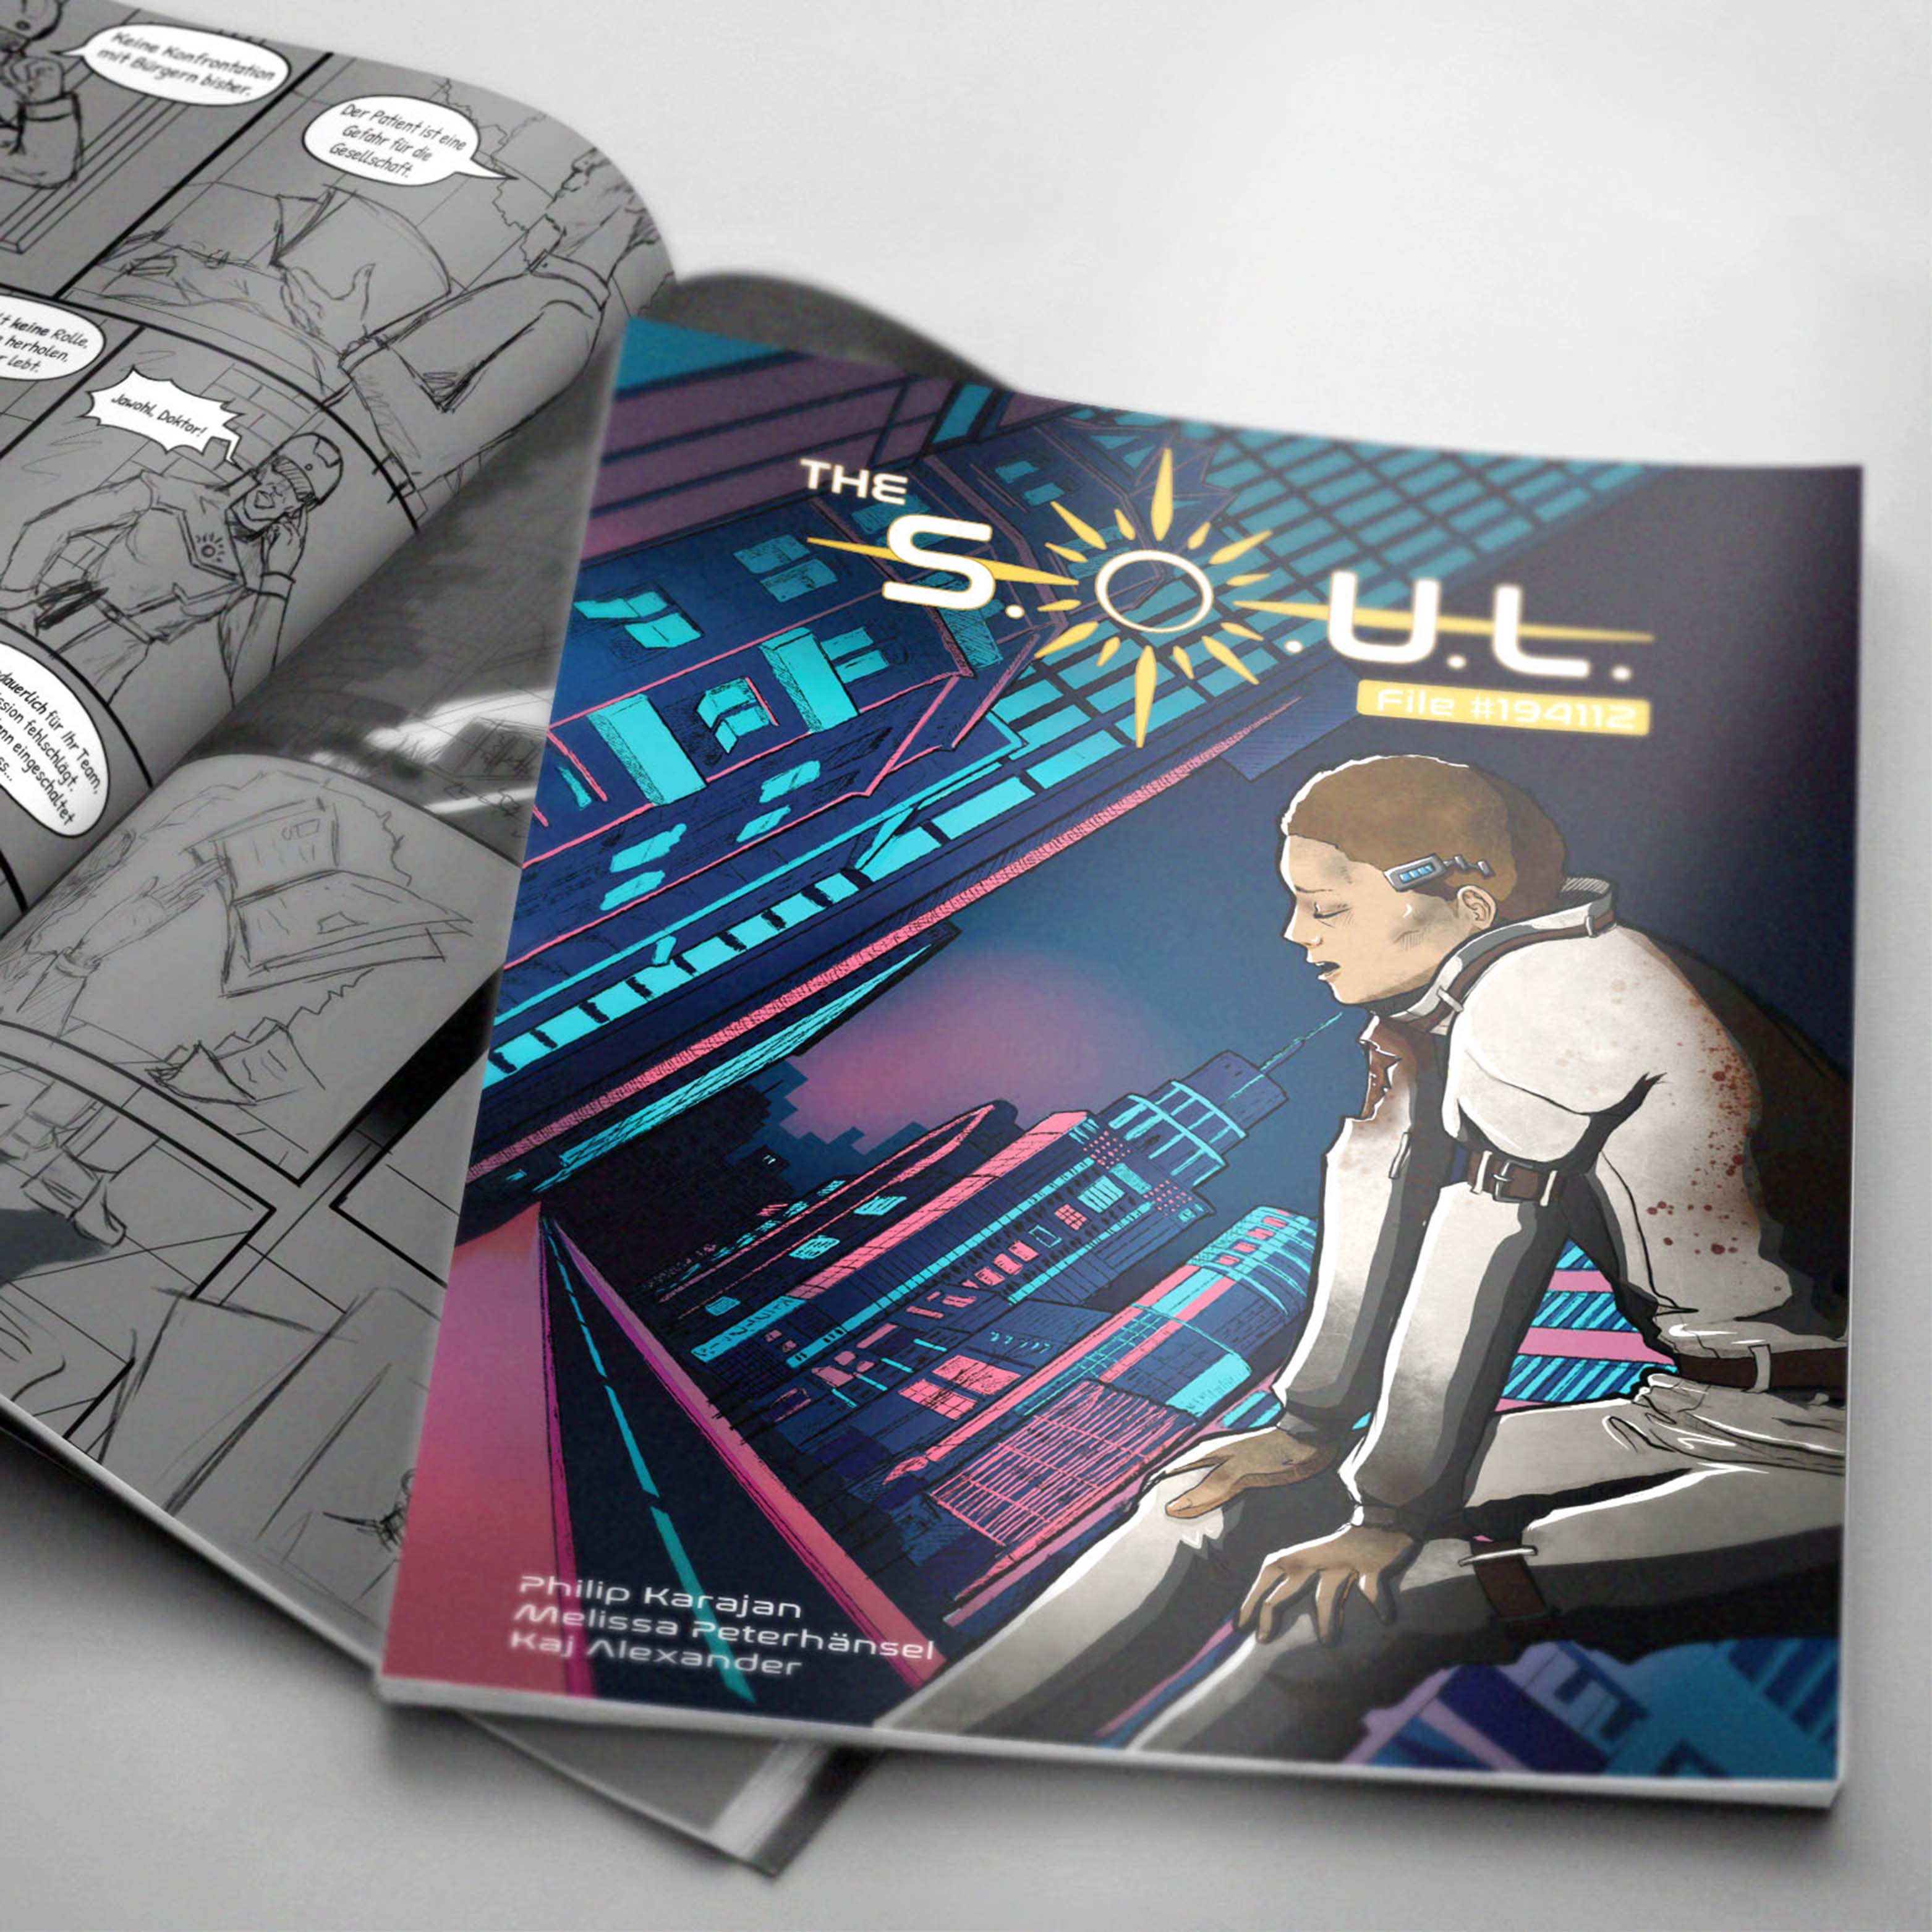 Keine Konfrontation
mit Bürgern bisher.
Der Patient ist eine
Gefahr für die
Gesellschaft.
keine Rolle.
herholen.
lebt.
Jawohl, Doktor!
für Ihr Team,
fehlschlägt.
eingeschaltet
THE
S.O.U.L.
File #194112
Philip Karajan
Melissa Peterhänsel
Kaj Alexander